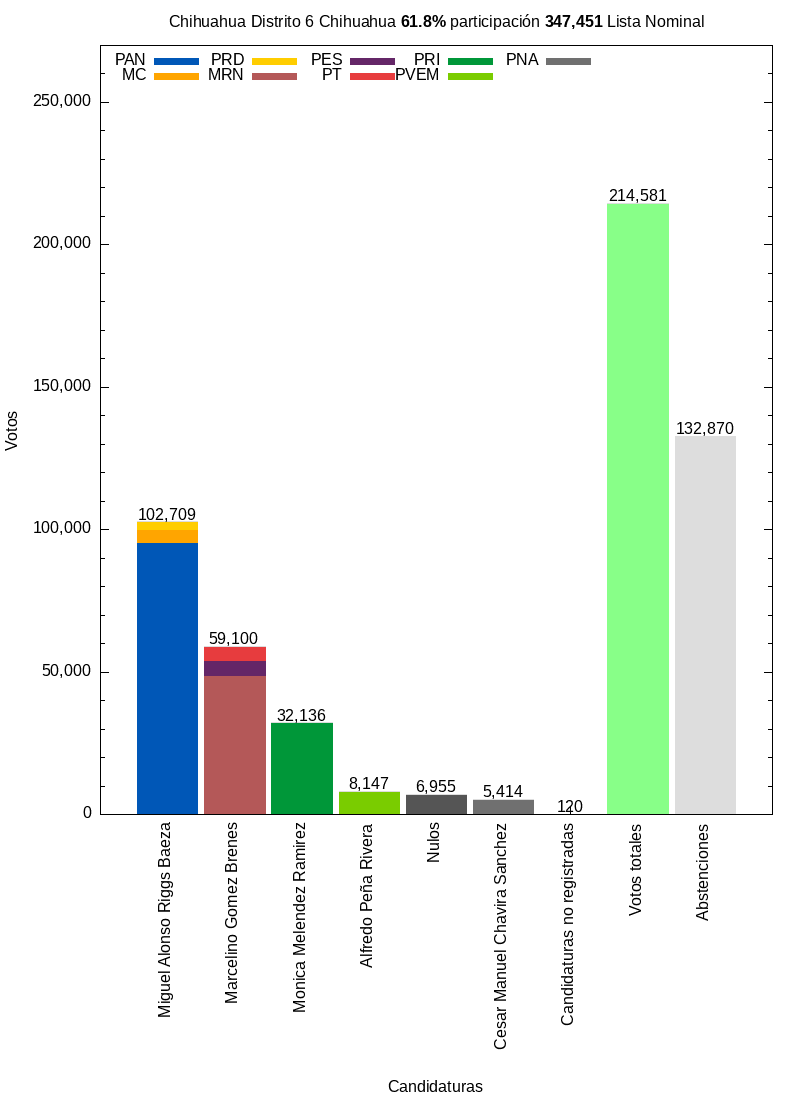 Chihuahua Distrito 6 Chihuahua 61.8% participación 347,451 Lista Nominal
PAN PRD PES PRI PNA
MC MRN PT PVEM
250,000
200,000
150,000
100,000
50,000
0
Votos
102,709
59,100
32,136
8,147
6,955
5,414
120
214,581
132,870
Miguel Alonso Riggs Baeza
Marcelino Gomez Brenes
Monica Melendez Ramirez
Alfredo Peña Rivera
Nulos
Cesar Manuel Chavira Sanchez
Candidaturas no registradas
Votos totales
Abstenciones
Candidaturas